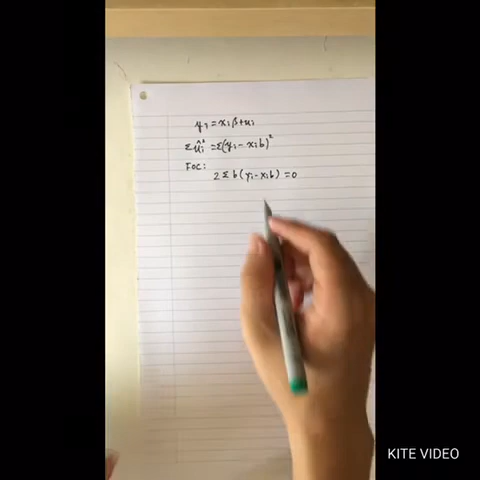 yᵢ = xᵢβ + uᵢ
Σûᵢ² = Σ(yᵢ - xᵢb)²
FOC:
2Σb(yᵢ - xᵢb) = 0
KITE VIDEO